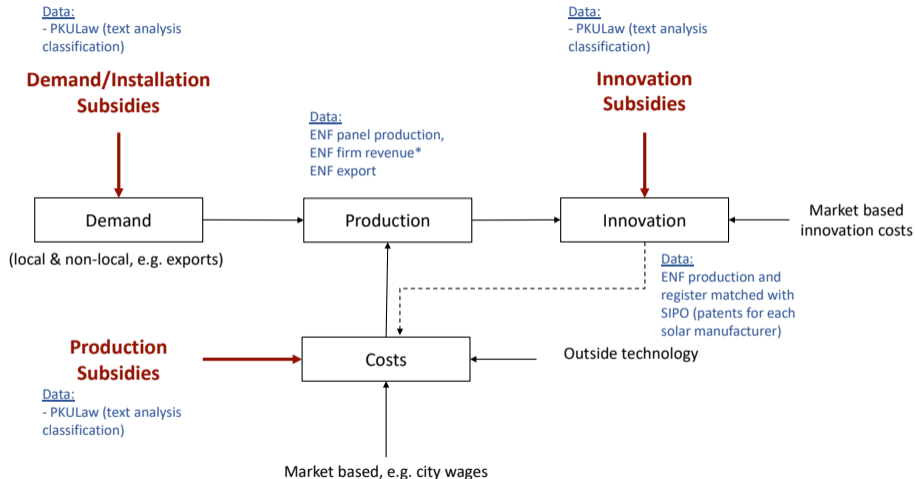 Data:
- PKULaw (text analysis
classification)
Demand/Installation
Subsidies
Data:
- PKULaw (text analysis
classification)
Innovation
Subsidies
Data:
ENF panel production,
ENF firm revenue*
ENF export
Demand
(local & non-local, e.g. exports)
Production
Innovation
Market based
innovation costs
Data:
ENF production and
register matched with
SIPO (patents for each
solar manufacturer)
Production
Subsidies
Data:
- PKULaw (text analysis
classification)
Costs
Outside technology
Market based, e.g. city wages